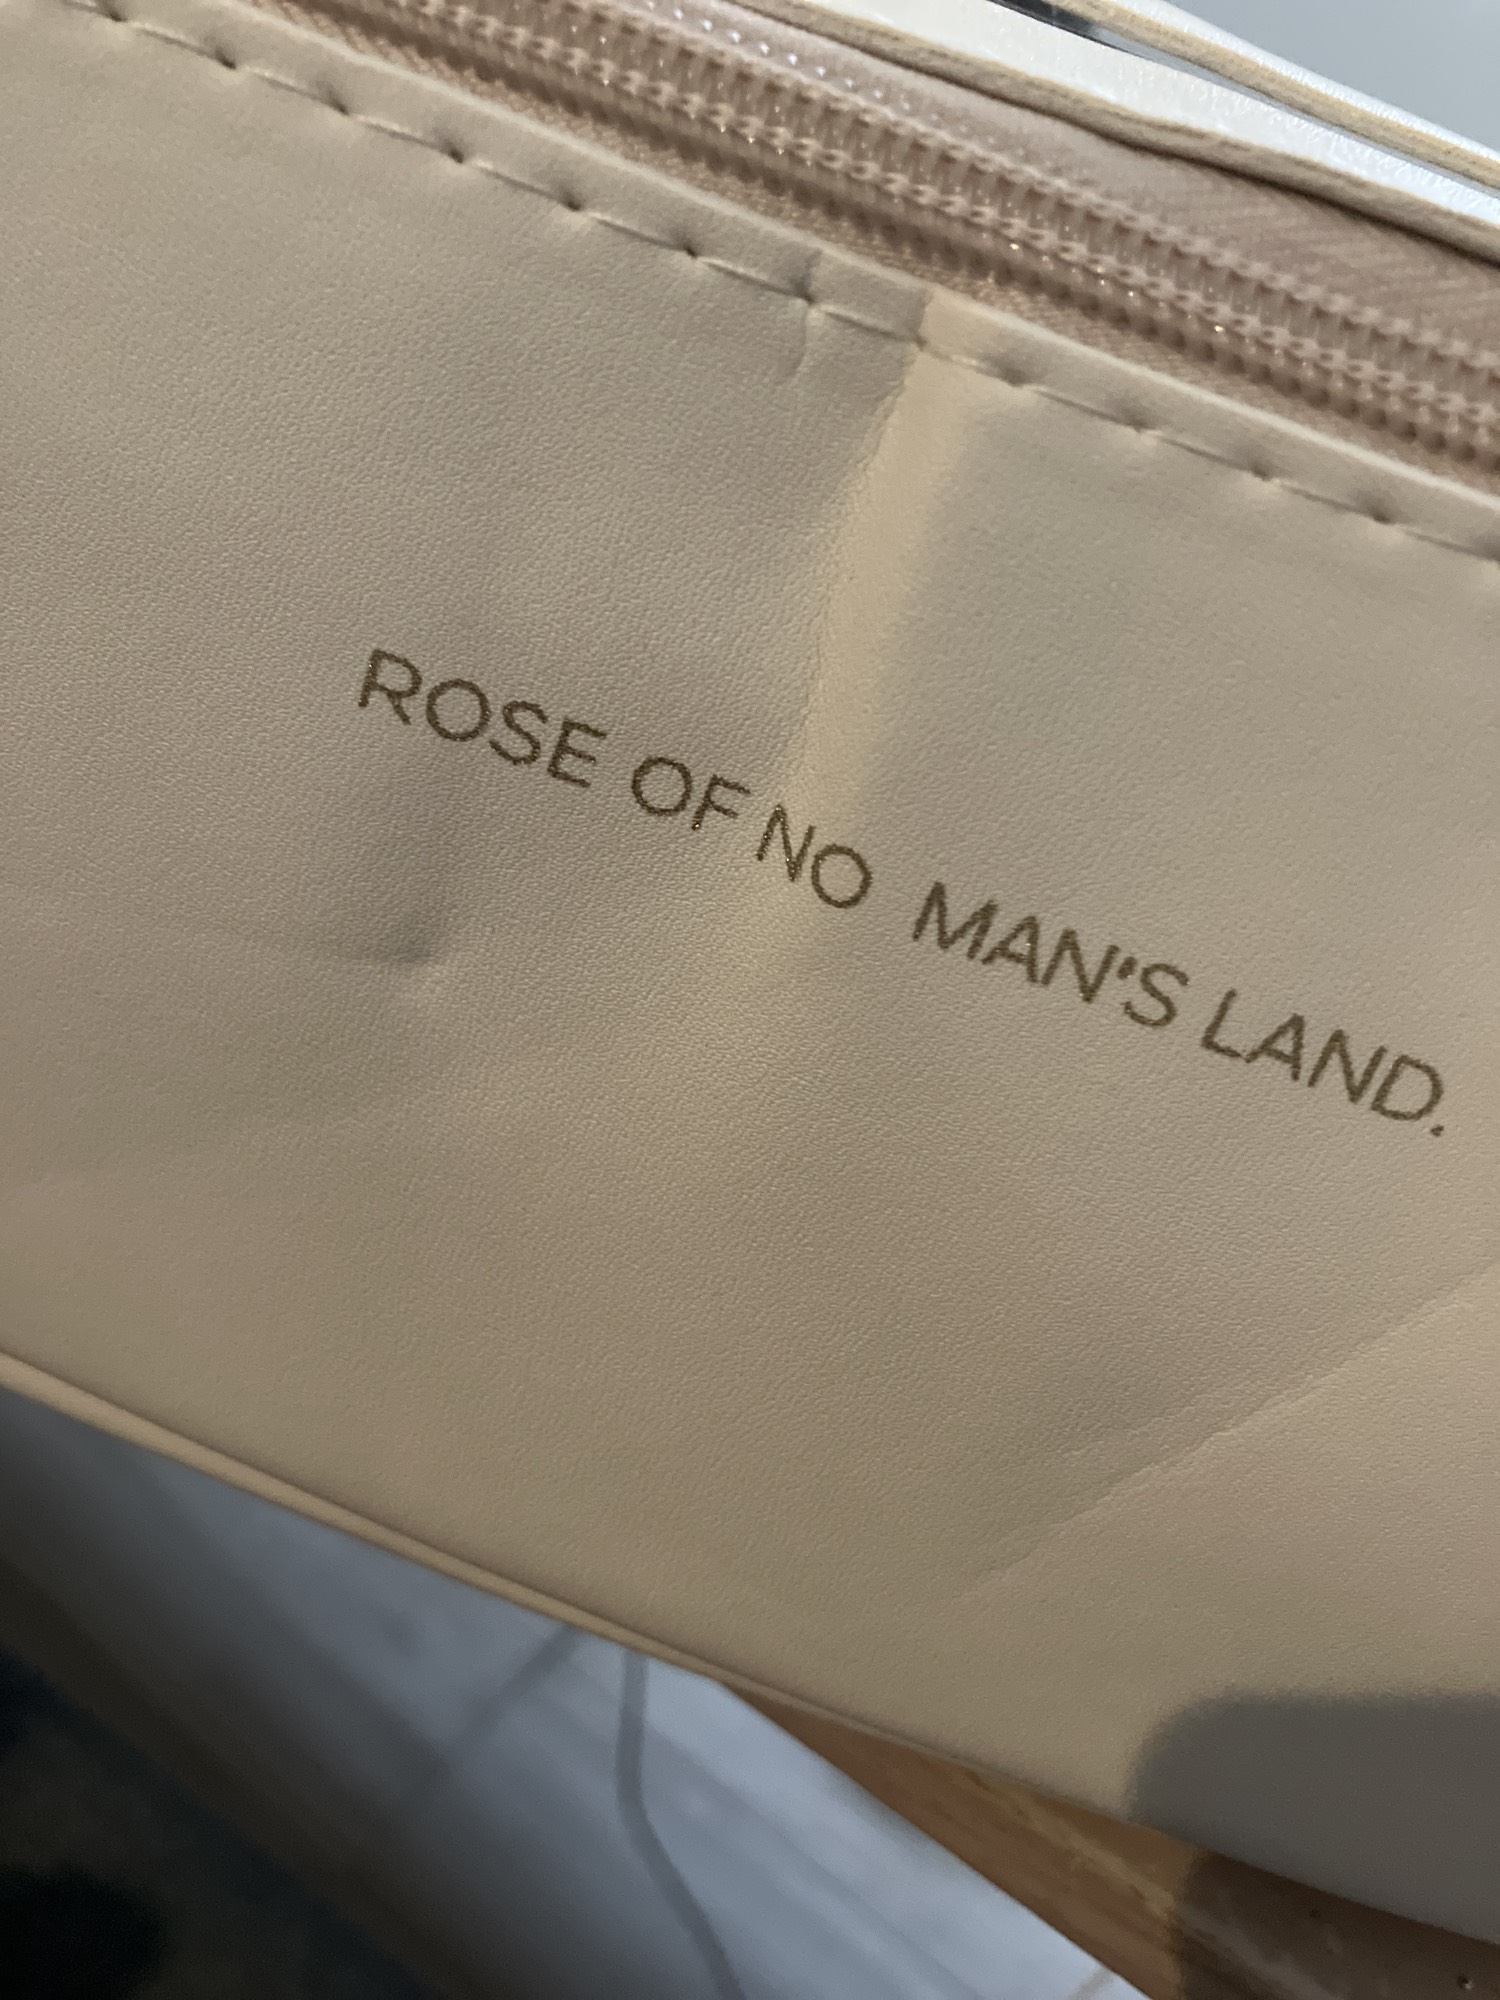 ROSE OF NO MAN'S LAND.